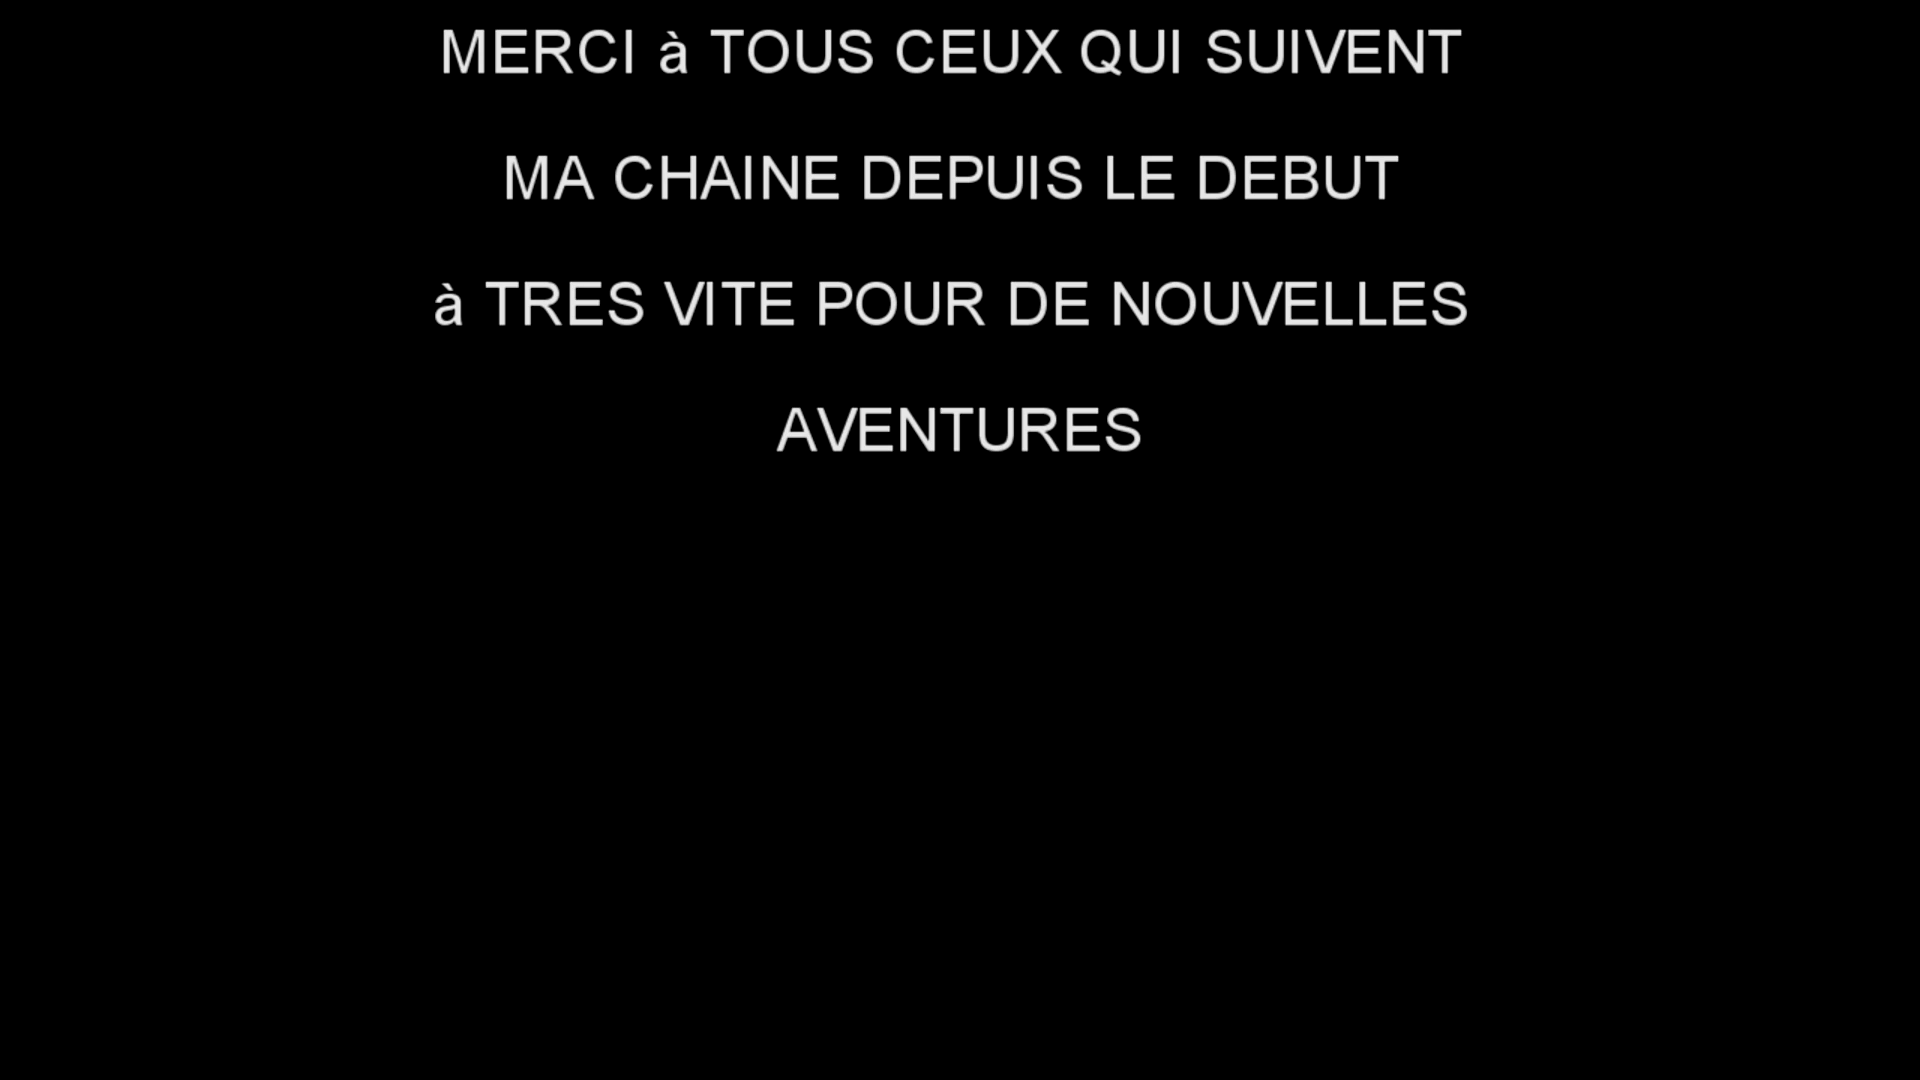 MERCI à TOUS CEUX QUI SUIVENT
MA CHAINE DEPUIS LE DEBUT
à TRES VITE POUR DE NOUVELLES
AVENTURES